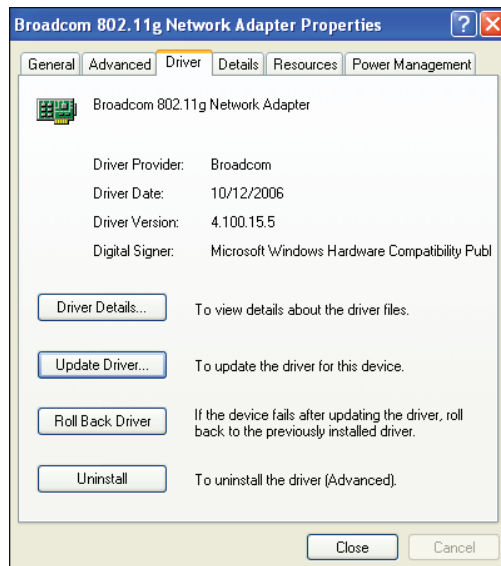 Broadcom 802.11g Network Adapter Properties
General Advanced Driver Details Resources Power Management
Broadcom 802.11g Network Adapter
Driver Provider: Broadcom
Driver Date: 10/12/2006
Driver Version: 4.100.15.5
Digital Signer: Microsoft Windows Hardware Compatibility Publ
Driver Details... To view details about the driver files.
Update Driver... To update the driver for this device.
Roll Back Driver If the device fails after updating the driver, roll
back to the previously installed driver.
Uninstall To uninstall the driver (Advanced).
Close Cancel